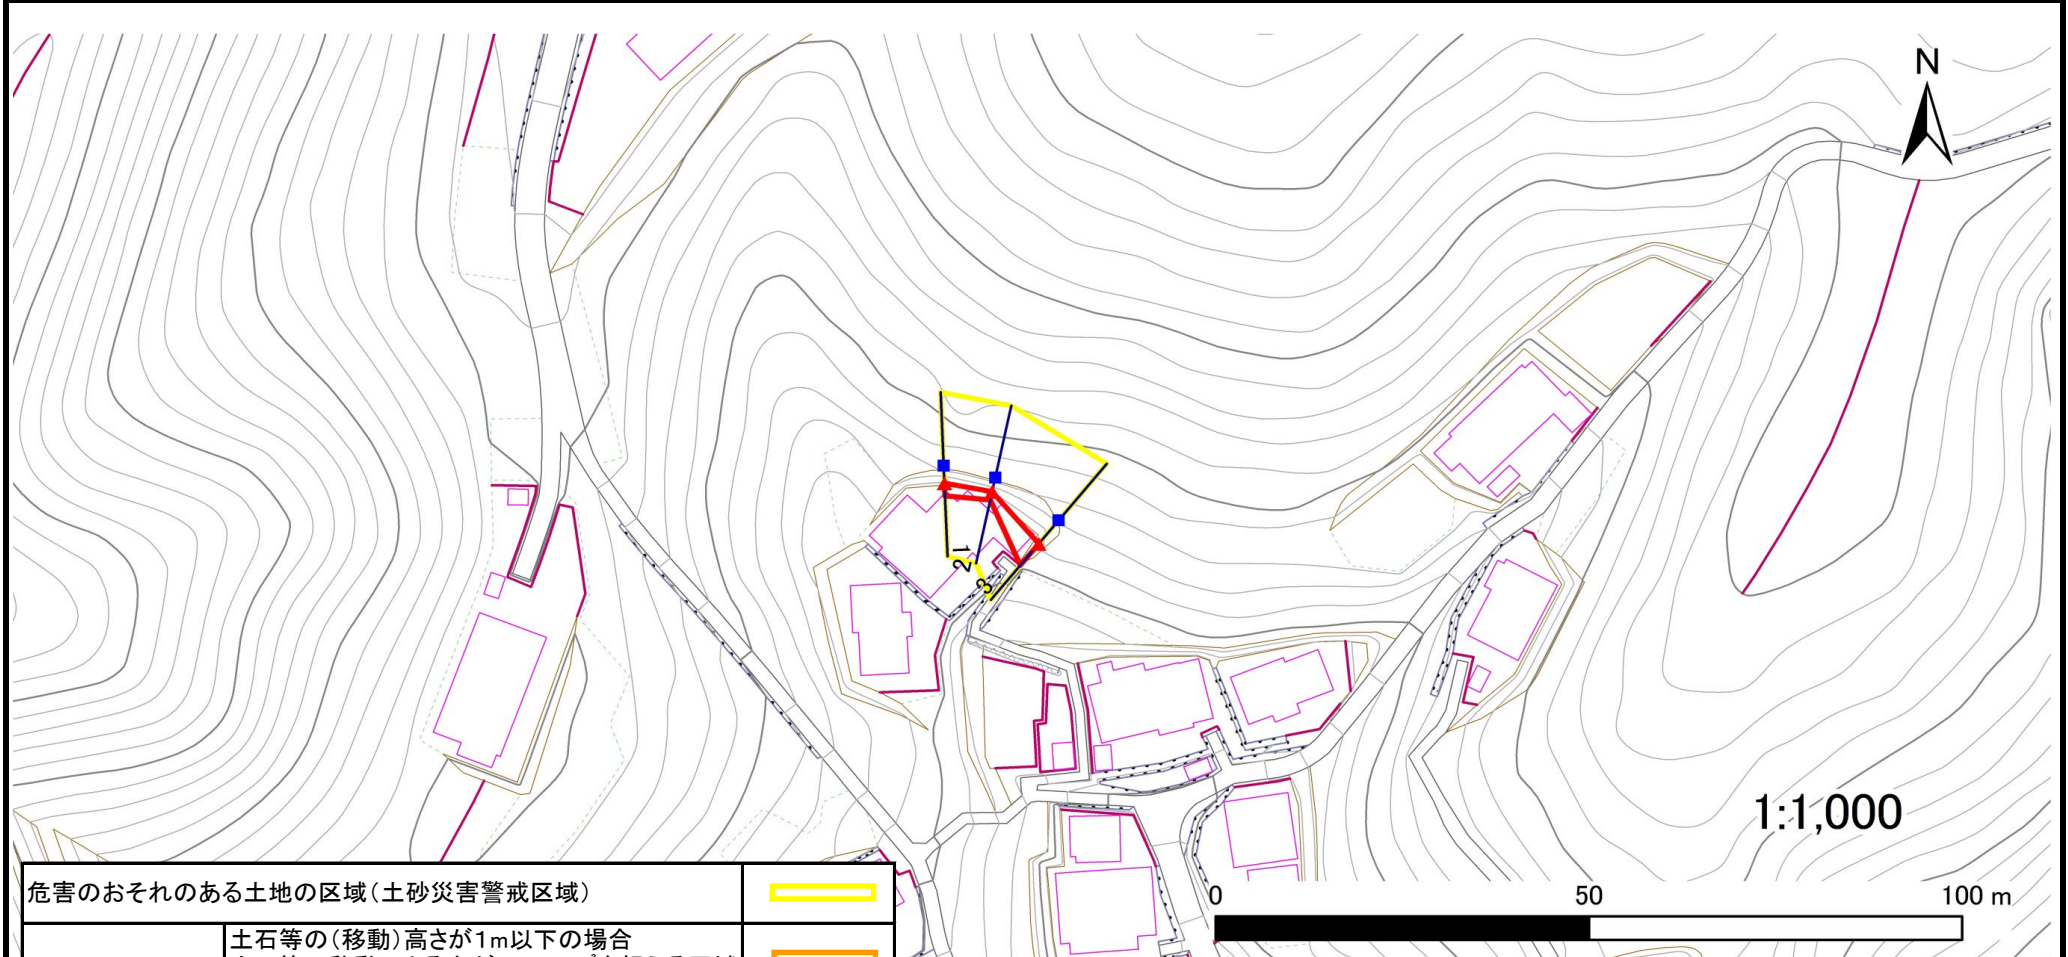 N
1
2
3
1:1,000
0 50 100 m
危害のおそれのある土地の区域(土砂災害警戒区域)
土石等の(移動)高さが1m以下の場合